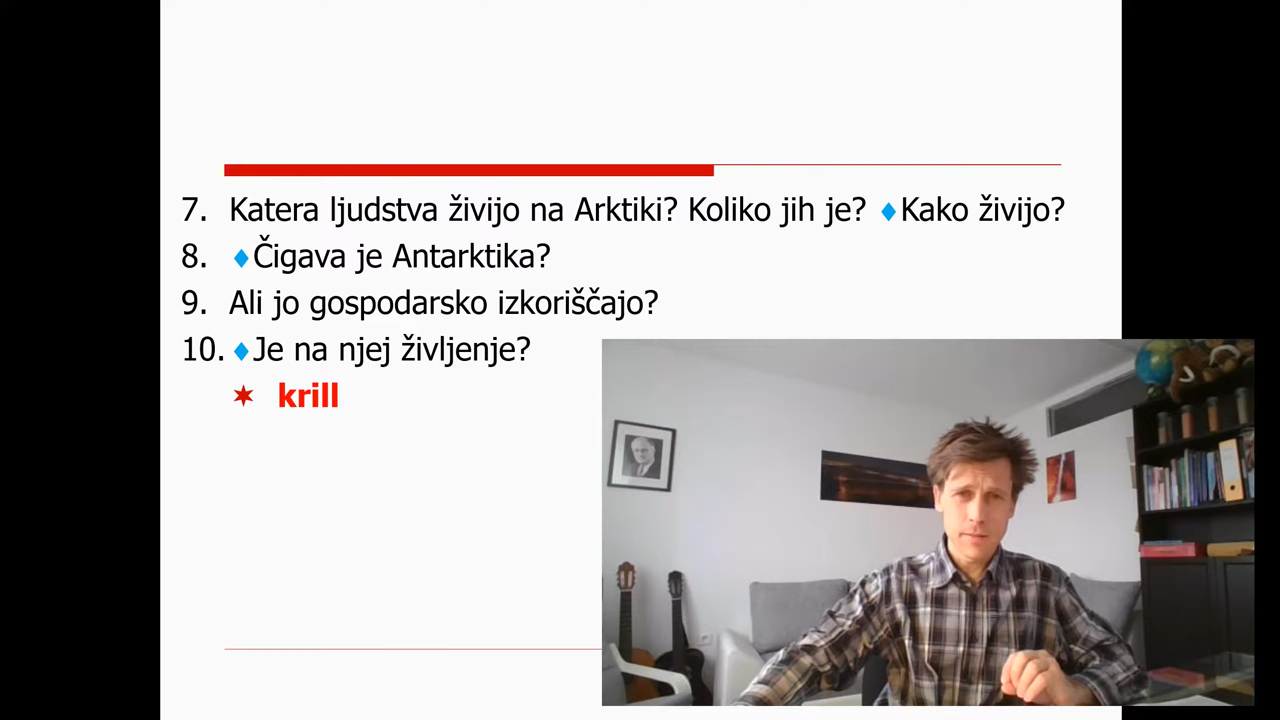 7. Katera ljudstva živijo na Arktiki? Koliko jih je? ♦Kako živijo?
8. ♦Čigava je Antarktika?
9. Ali jo gospodarsko izkoriščajo?
10. ♦Je na njej življenje?
✶ krill